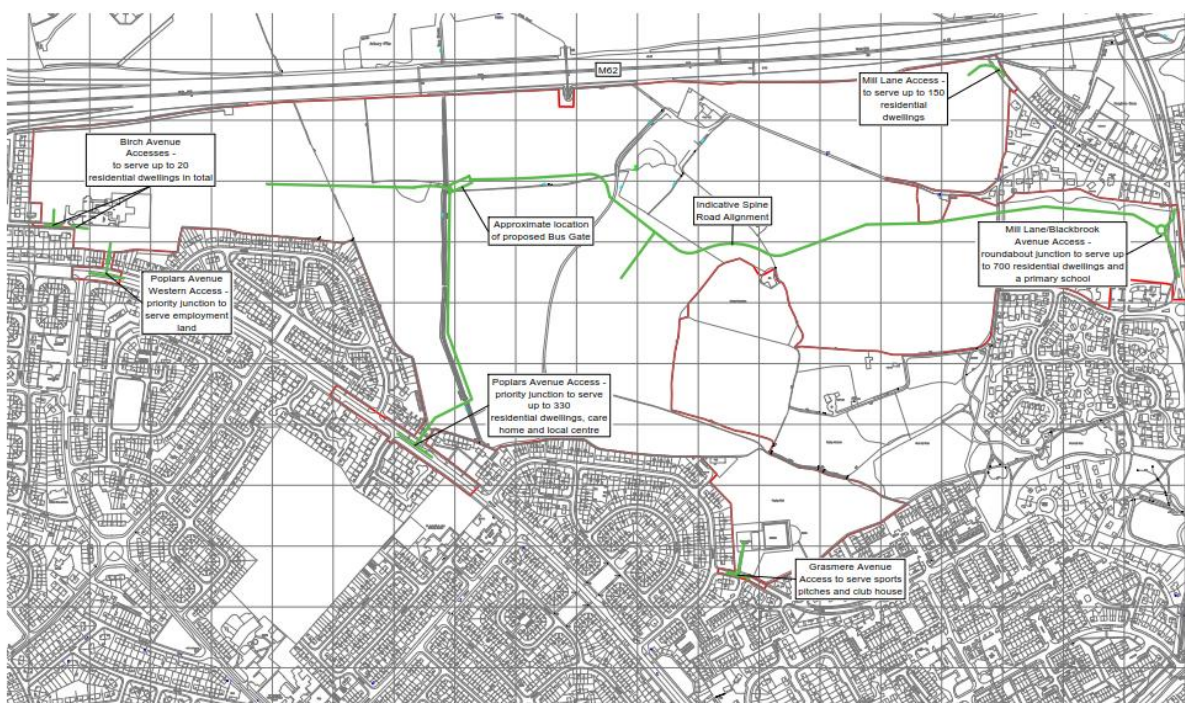 M62
Mill Lane Access -
to serve up to 150
residential
dwellings
Birch Avenue
Accesses -
to serve up to 20
residential dwellings in total
Indicative Spine
Road Alignment
Approximate location
of proposed Bus Gate
Mill Lane/Blackbrook
Avenue Access -
roundabout junction to serve up
to 700 residential dwellings and
a primary school
Poplars Avenue
Western Access -
priority junction to
serve employment
land
Poplars Avenue Access -
priority junction to serve
up to 330
residential dwellings, care
home and local centre
Grasmere Avenue
Access to serve sports
pitches and club house